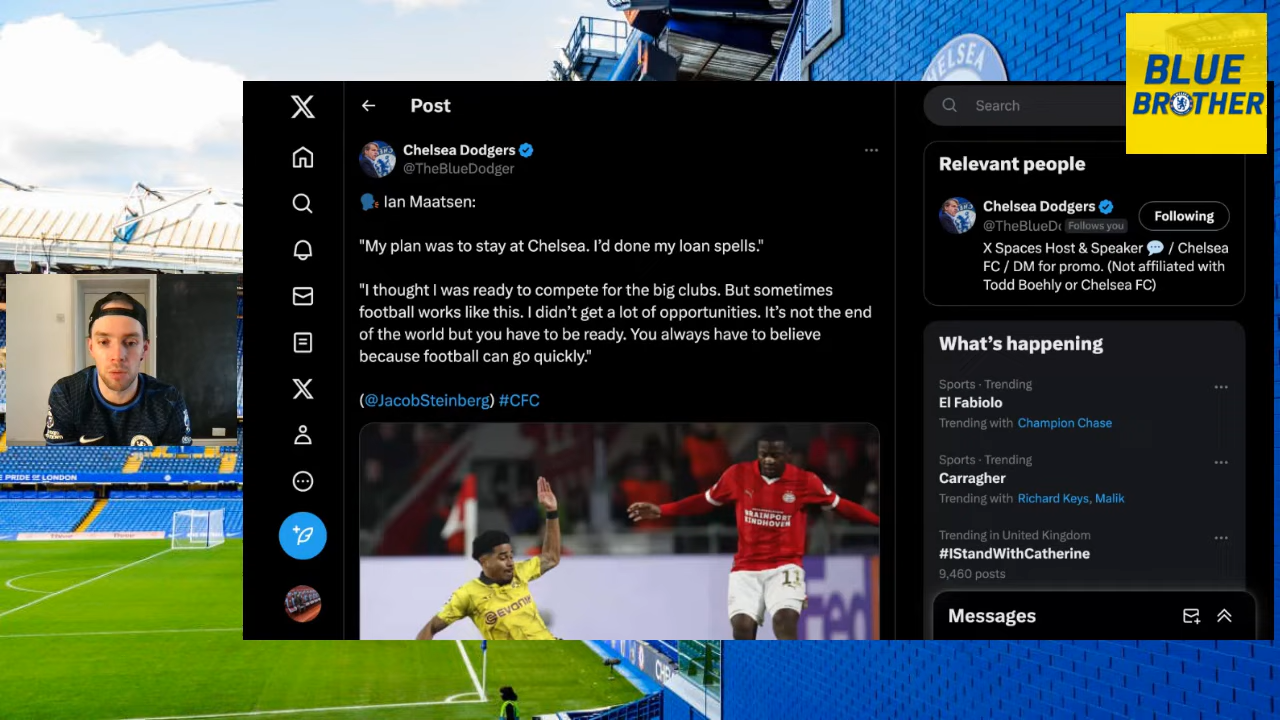 CHELSEA
BLUE
BROTHER
Post
Search
Chelsea Dodgers
@TheBlueDodger
🗣 Ian Maatsen:
"My plan was to stay at Chelsea. I’d done my loan spells."
"I thought I was ready to compete for the big clubs. But sometimes
football works like this. I didn’t get a lot of opportunities. It’s not the end
of the world but you have to be ready. You always have to believe
because football can go quickly."
(@JacobSteinberg) #CFC
BRAINPORT
EINDHOVEN
11
EVONIK
Relevant people
Chelsea Dodgers
@TheBlueDo
Follows you
Following
X Spaces Host & Speaker 💬 / Chelsea
FC / DM for promo. (Not affiliated with
Todd Boehly or Chelsea FC)
What’s happening
Sports · Trending
El Fabiolo
Trending with Champion Chase
Sports · Trending
Carragher
Trending with Richard Keys, Malik
Trending in United Kingdom
#IStandWithCatherine
9,460 posts
Messages
E PRIDE OF LONDON